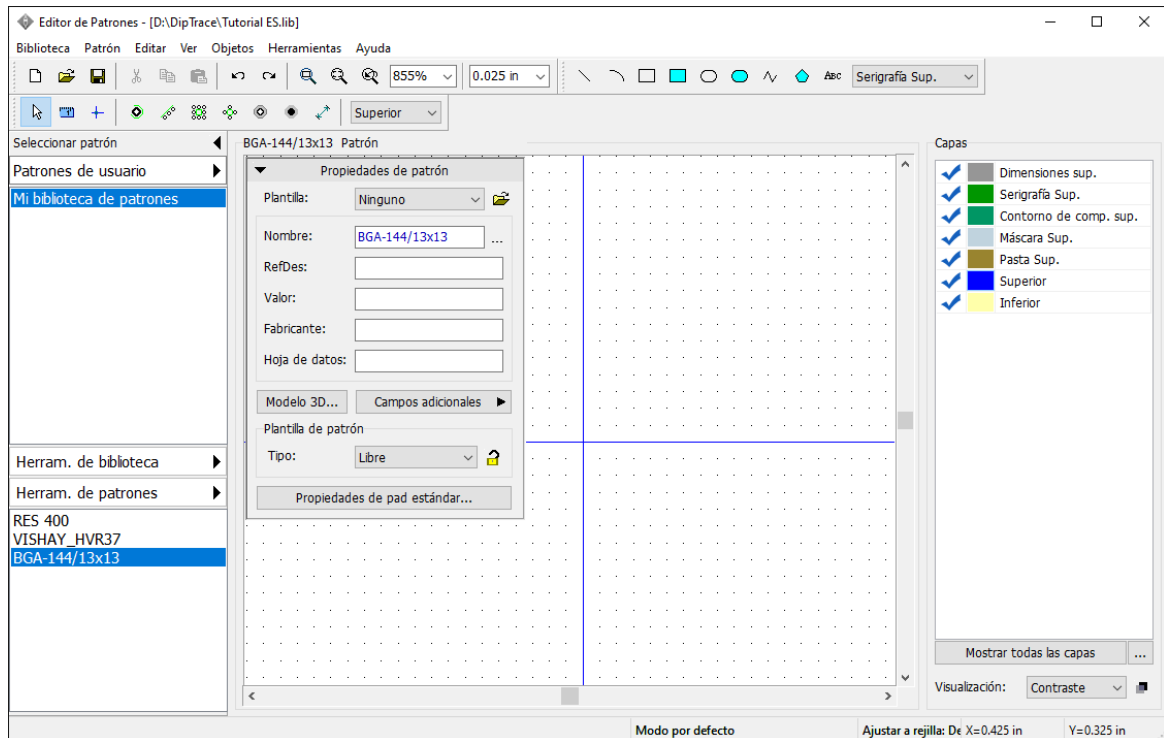 Editor de Patrones - [D:\DipTrace\Tutorial ES.lib]
Biblioteca Patrón Editar Ver Objetos Herramientas Ayuda
855% 0.025 in ABC Serigrafía Sup.
Superior
Seleccionar patrón
Patrones de usuario
Mi biblioteca de patrones
Herram. de biblioteca
Herram. de patrones
RES 400
VISHAY_HVR37
BGA-144/13x13
BGA-144/13x13 Patrón
Propiedades de patrón
Plantilla: Ninguno
Nombre: BGA-144/13x13 ...
RefDes:
Valor:
Fabricante:
Hoja de datos:
Modelo 3D... Campos adicionales
Plantilla de patrón
Tipo: Libre
Propiedades de pad estándar...
Capas
Dimensiones sup.
Serigrafía Sup.
Contorno de comp. sup.
Máscara Sup.
Pasta Sup.
Superior
Inferior
Mostrar todas las capas ...
Visualización: Contraste
Modo por defecto Ajustar a rejilla: De X=0.425 in Y=0.325 in